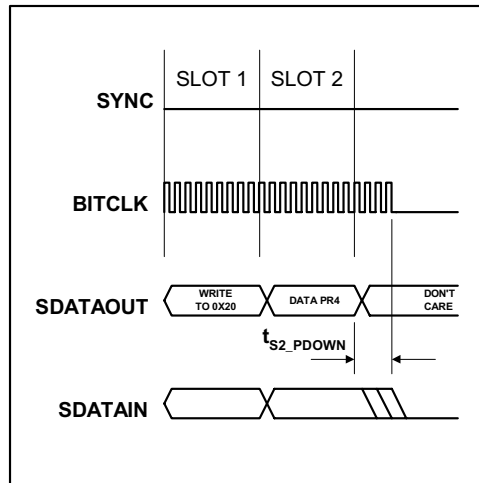 SLOT 1 SLOT 2
SYNC
BITCLK
SDATAOUT
WRITE
TO 0X20
DATA PR4
DON'T
CARE
tS2_PDOWN
SDATAIN